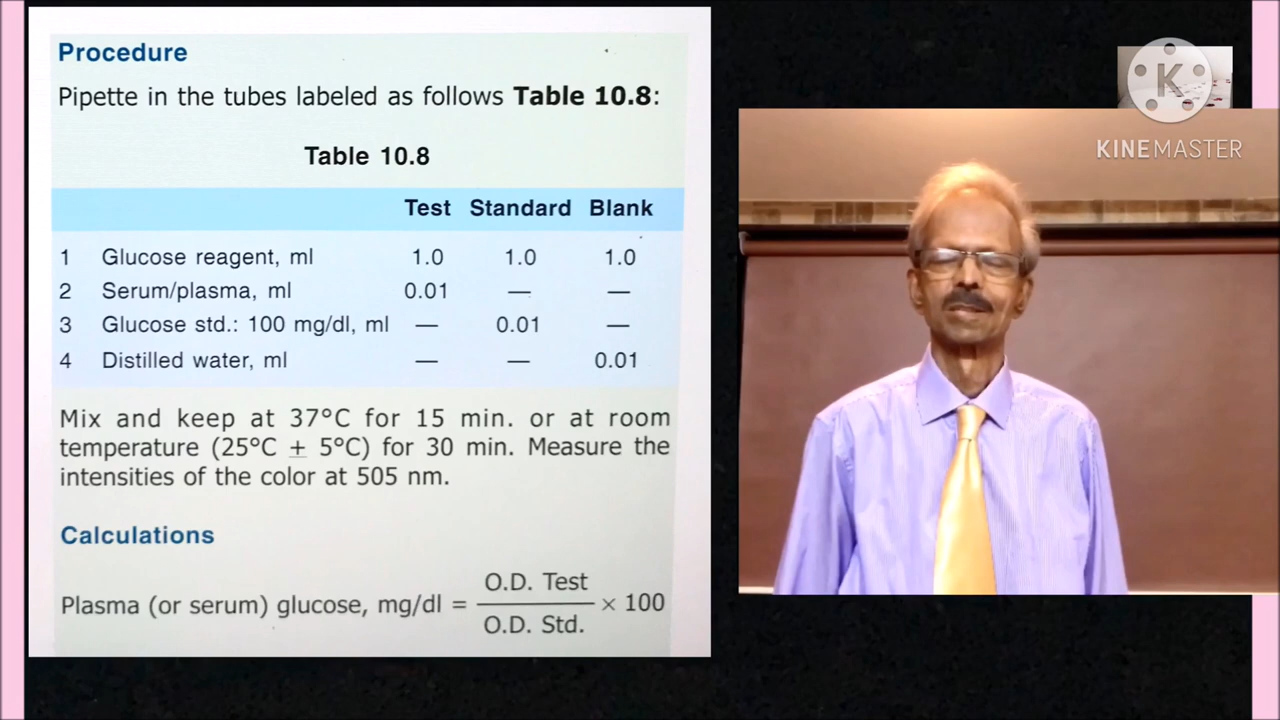 Procedure
Pipette in the tubes labeled as follows Table 10.8:
Table 10.8
Test Standard Blank
1 Glucose reagent, ml 1.0 1.0 1.0
2 Serum/plasma, ml 0.01 — —
3 Glucose std.: 100 mg/dl, ml — 0.01 —
4 Distilled water, ml — — 0.01
Mix and keep at 37°C for 15 min. or at room
temperature (25°C ± 5°C) for 30 min. Measure the
intensities of the color at 505 nm.
Calculations
Plasma (or serum) glucose, mg/dl = O.D. Test / O.D. Std. × 100
K
KINEMASTER